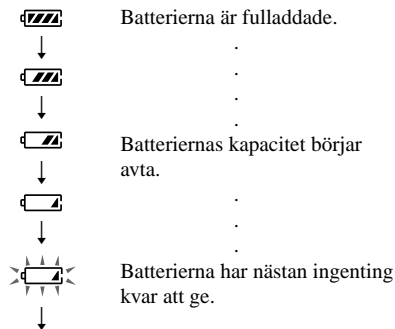 Batterierna är fulladdade.
.
.
.
.
Batteriernas kapacitet börjar
avta.
.
.
.
Batterierna har nästan ingenting
kvar att ge.